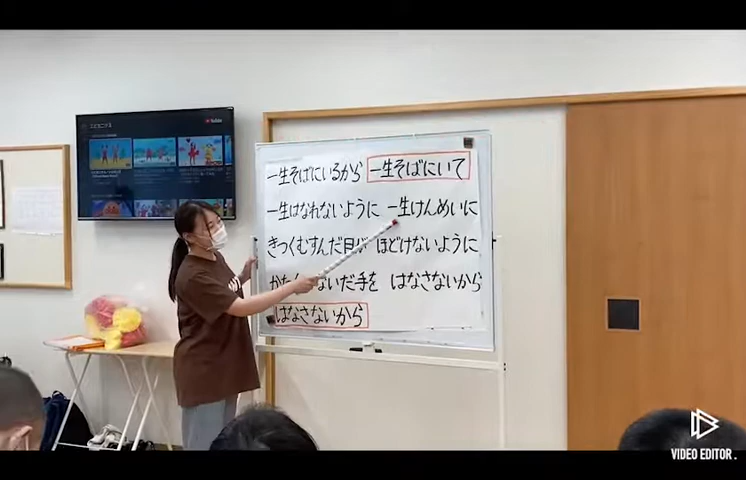 YouTube
一生そばにいるから 一生そばにいて
一生はなれないように 一生けんめいに
きつくむすんだ目は ほどけないように
ないだ手を はなさないから
はなさないから
VIDEO EDITOR.